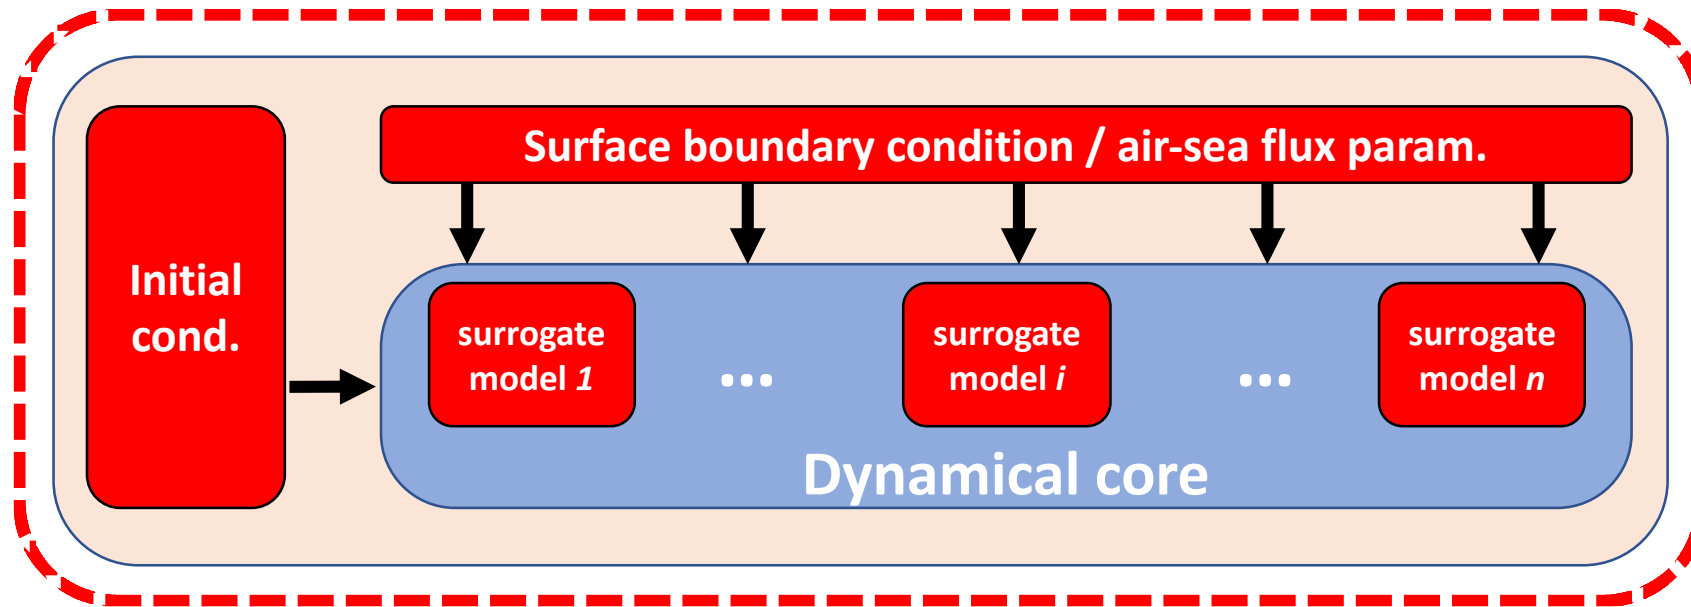 Surface boundary condition / air-sea flux param.
Initial
cond.
surrogate
model 1
...
surrogate
model i
...
surrogate
model n
Dynamical core